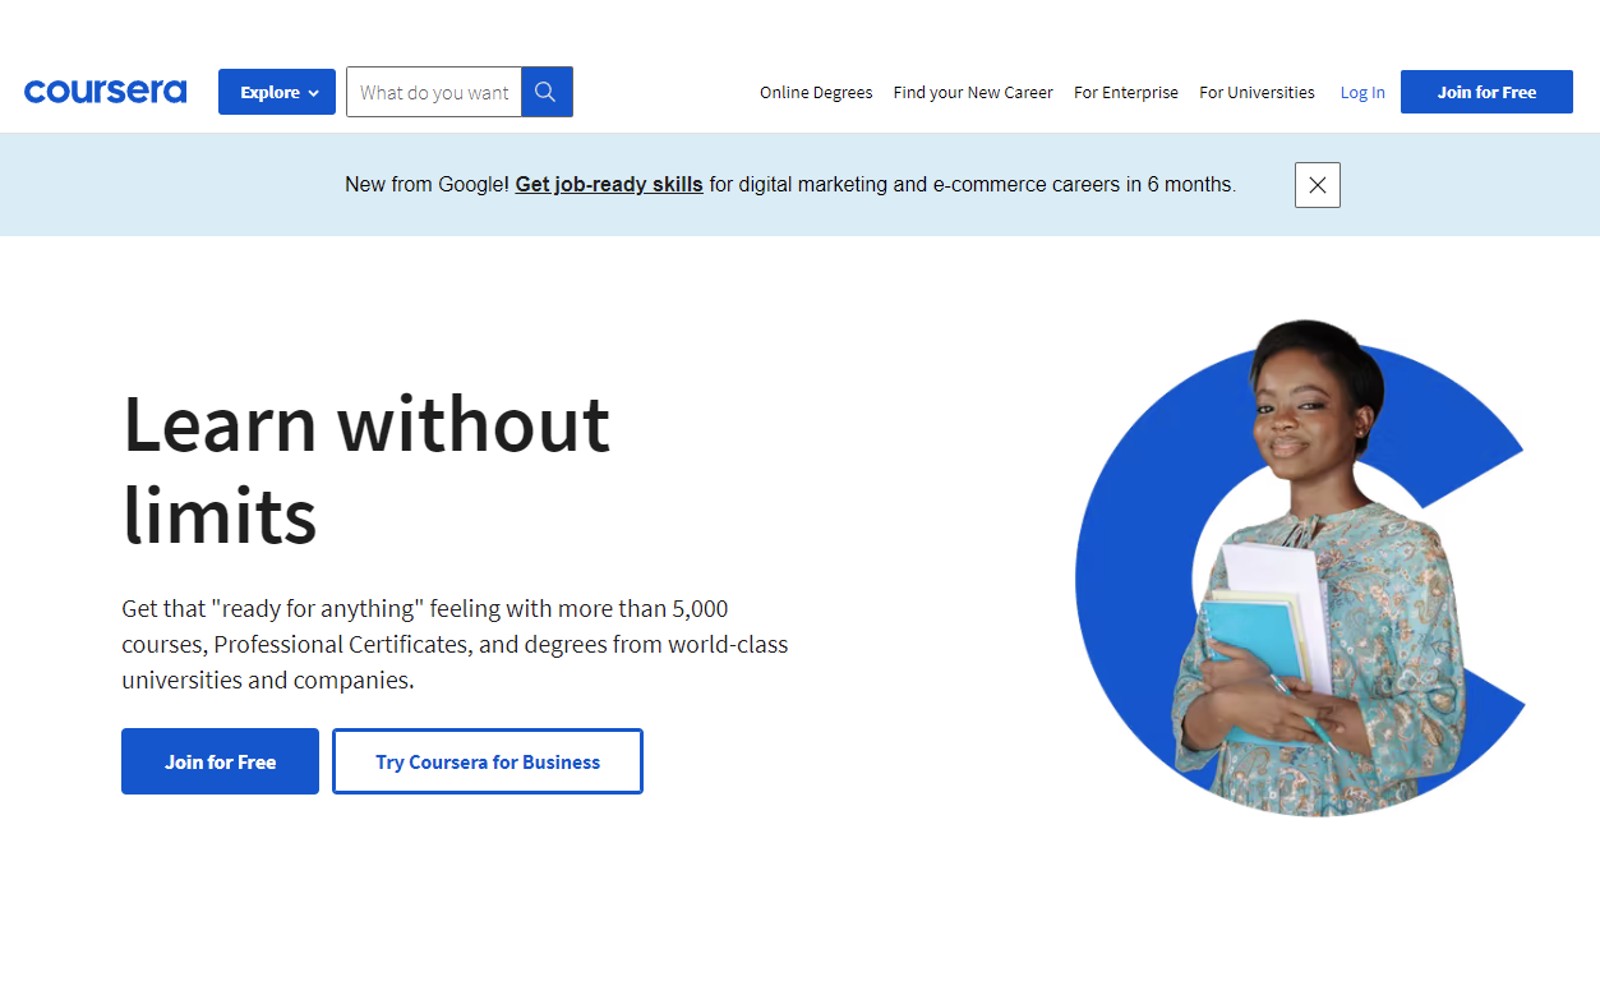 coursera
Explore
What do you want
Online Degrees
Find your New Career
For Enterprise
For Universities
Log In
Join for Free
New from Google! Get job-ready skills for digital marketing and e-commerce careers in 6 months.
Learn without
limits
Get that "ready for anything" feeling with more than 5,000
courses, Professional Certificates, and degrees from world-class
universities and companies.
Join for Free
Try Coursera for Business